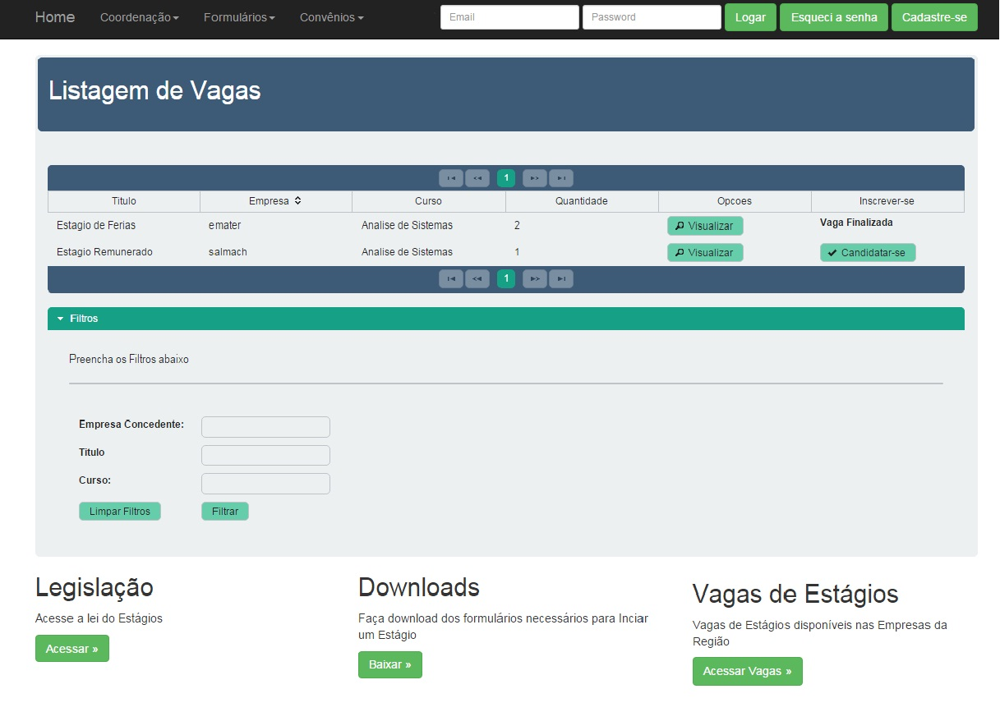 Home Coordenação Formulários Convênios Email Password Logar Esqueci a senha Cadastre-se
Listagem de Vagas
1
Titulo Empresa Curso Quantidade Opcoes Inscrever-se
Estagio de Ferias emater Analise de Sistemas 2 Visualizar Vaga Finalizada
Estagio Remunerado salmach Analise de Sistemas 1 Visualizar Candidatar-se
1
Filtros
Preencha os Filtros abaixo
Empresa Concedente:
Titulo
Curso:
Limpar Filtros Filtrar
Legislação
Acesse a lei do Estágios
Acessar »
Downloads
Faça download dos formulários necessários para Inciar
um Estágio
Baixar »
Vagas de Estágios
Vagas de Estágios disponíveis nas Empresas da
Região
Acessar Vagas »